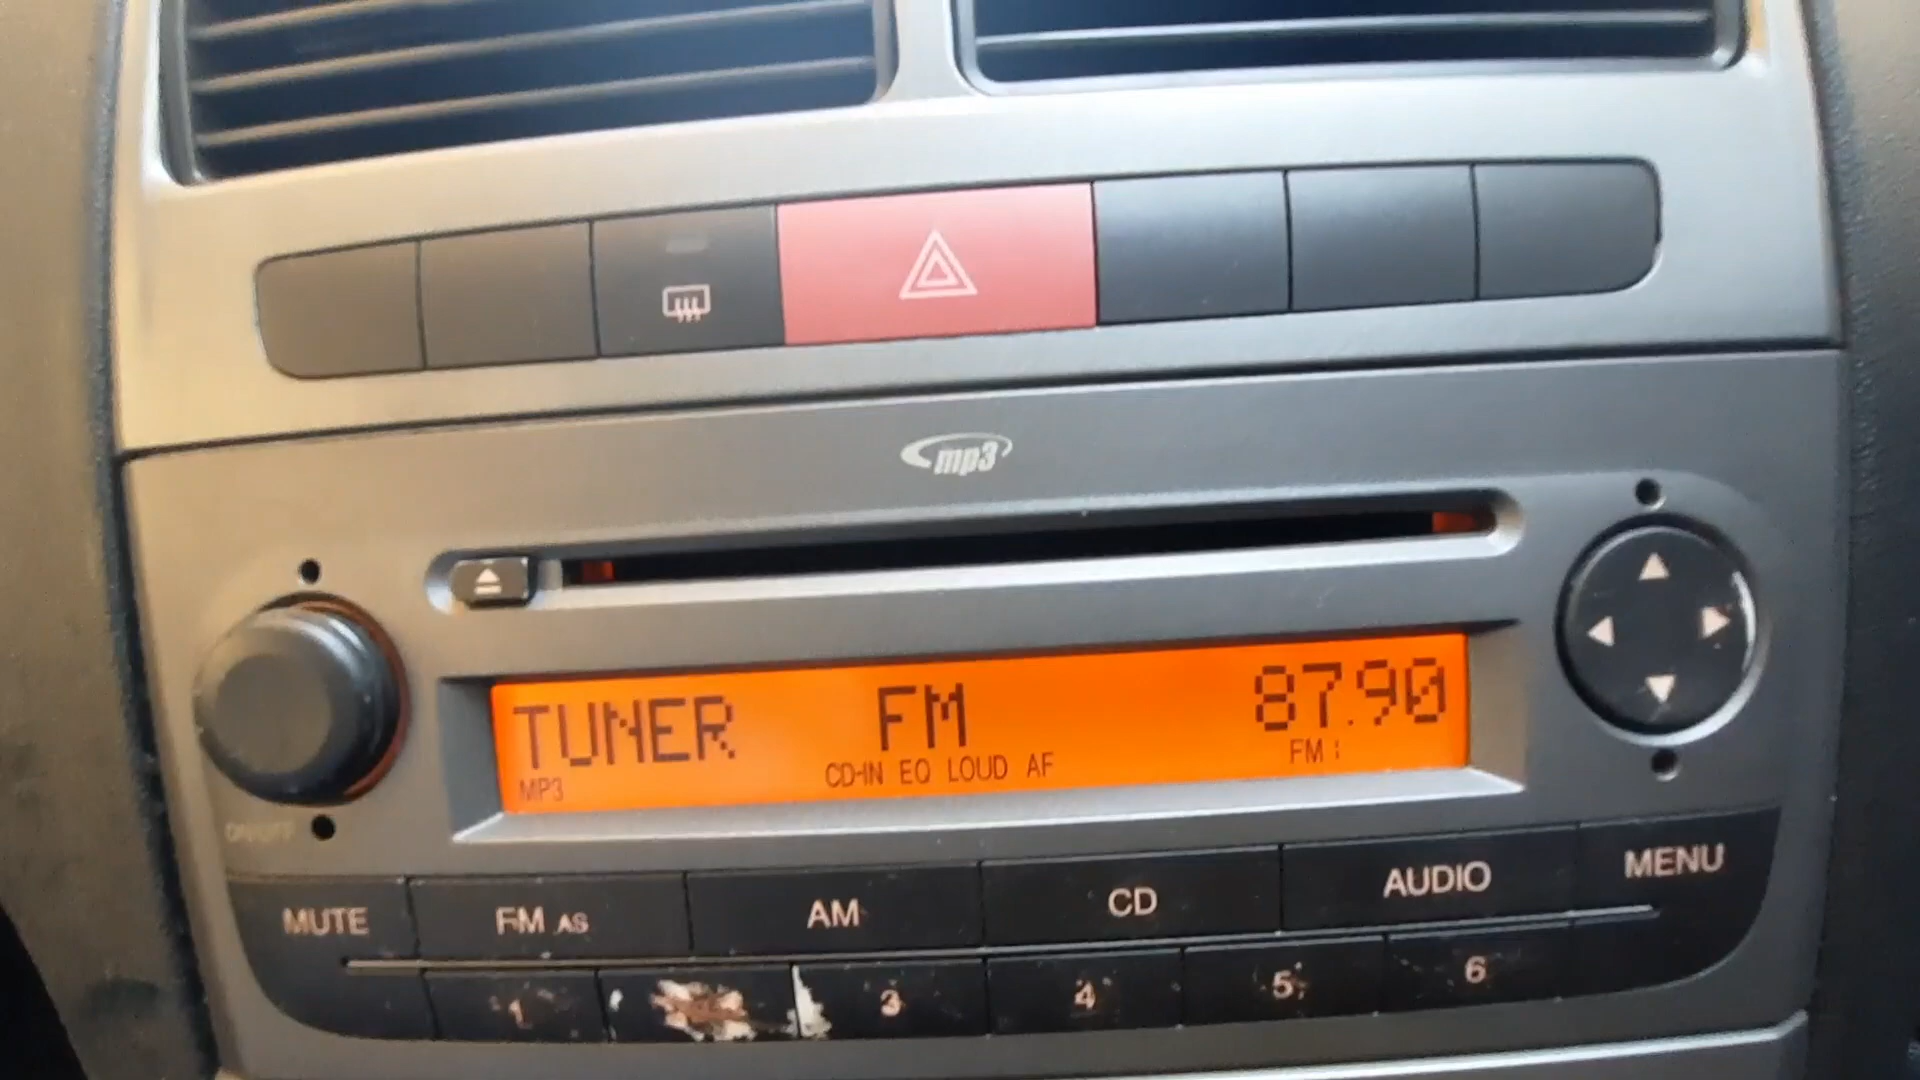 mp3
TUNER FM 87.90
MP3 CD-IN EQ LOUD AF FM
ON/OFF
MUTE FM AS AM CD AUDIO MENU
1 3 4 5 6